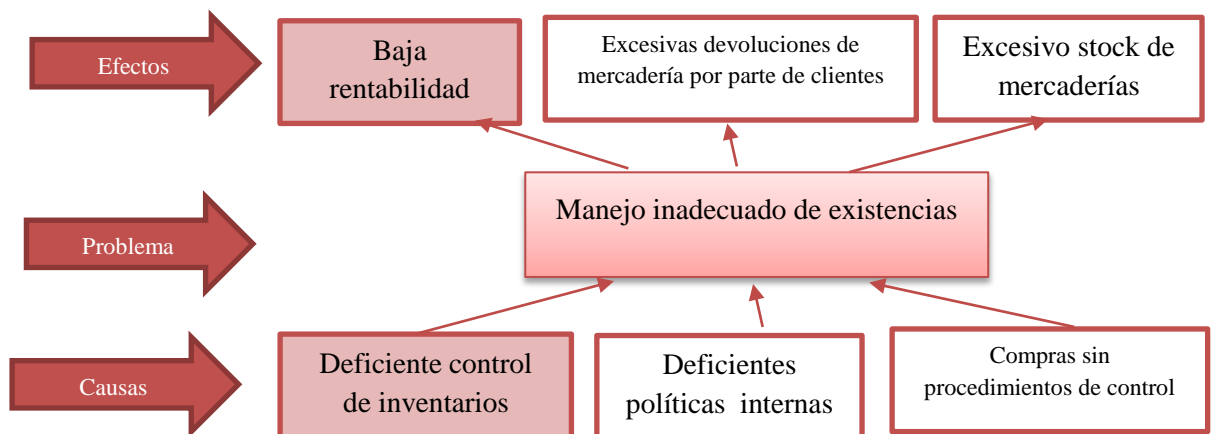 Efectos
Baja
rentabilidad
Excesivas devoluciones de
mercadería por parte de clientes
Excesivo stock de
mercaderías
Problema
Manejo inadecuado de existencias
Causas
Deficiente control
de inventarios
Deficientes
políticas internas
Compras sin
procedimientos de control